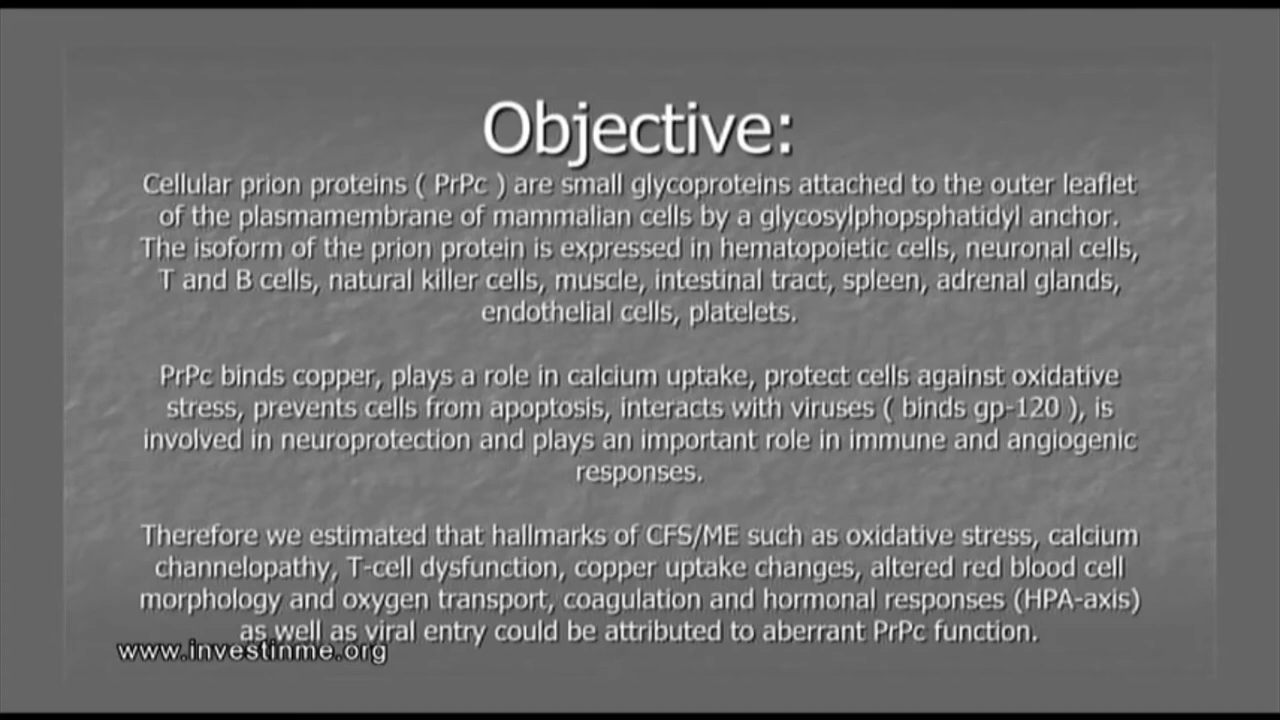 Objective:
Cellular prion proteins ( PrPc ) are small glycoproteins attached to the outer leaflet
of the plasmamembrane of mammalian cells by a glycosylphopsphatidyl anchor.
The isoform of the prion protein is expressed in hematopoietic cells, neuronal cells,
T and B cells, natural killer cells, muscle, intestinal tract, spleen, adrenal glands,
endothelial cells, platelets.
PrPc binds copper, plays a role in calcium uptake, protect cells against oxidative
stress, prevents cells from apoptosis, interacts with viruses ( binds gp-120 ), is
involved in neuroprotection and plays an important role in immune and angiogenic
responses.
Therefore we estimated that hallmarks of CFS/ME such as oxidative stress, calcium
channelopathy, T-cell dysfunction, copper uptake changes, altered red blood cell
morphology and oxygen transport, coagulation and hormonal responses (HPA-axis)
as well as viral entry could be attributed to aberrant PrPc function.
www.investinme.org